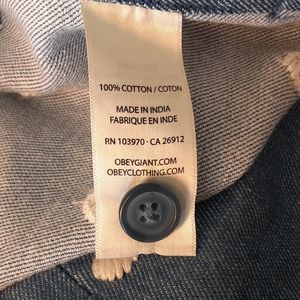 100% COTTON / COTON
MADE IN INDIA
FABRIQUE EN INDE
RN 103970 · CA 26912
OBEYGIANT.COM
OBEYCLOTHING.COM